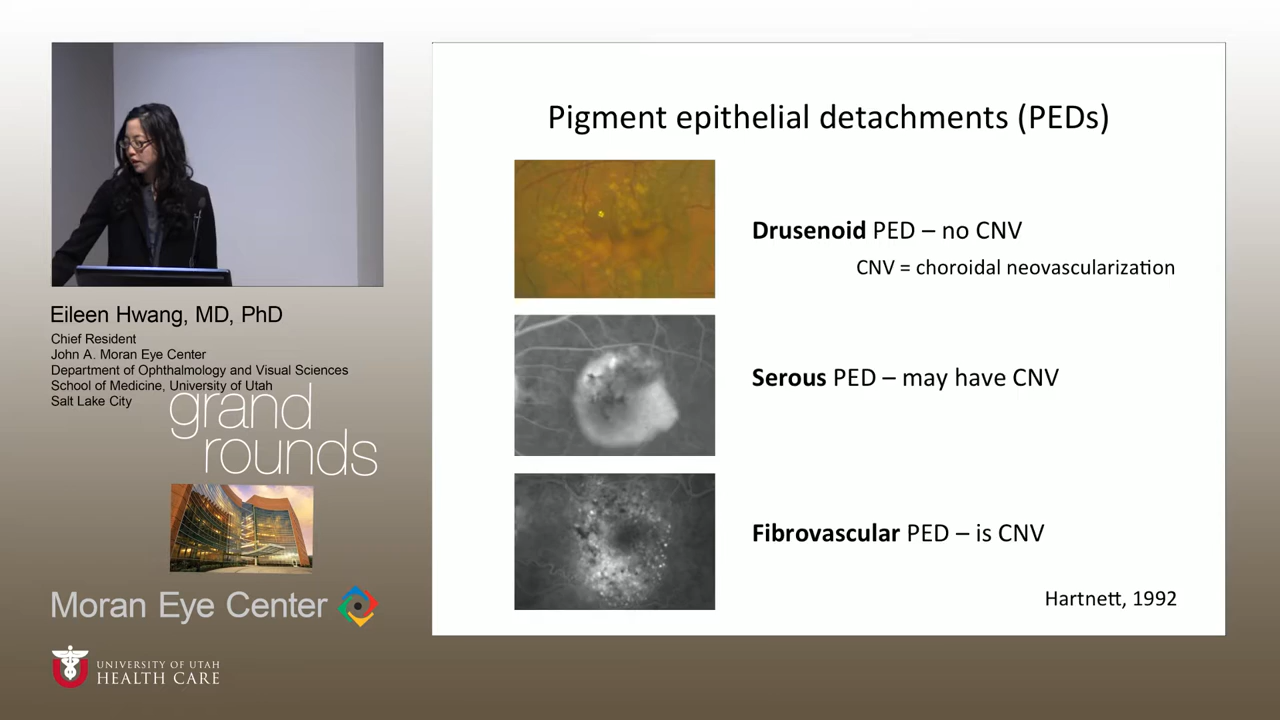 Pigment epithelial detachments (PEDs)
Drusenoid PED – no CNV
CNV = choroidal neovascularization
Serous PED – may have CNV
Fibrovascular PED – is CNV
Hartnett, 1992
Eileen Hwang, MD, PhD
Chief Resident
John A. Moran Eye Center
Department of Ophthalmology and Visual Sciences
School of Medicine, University of Utah
Salt Lake City
grand
rounds
Moran Eye Center
U
UNIVERSITY OF UTAH
HEALTH CARE